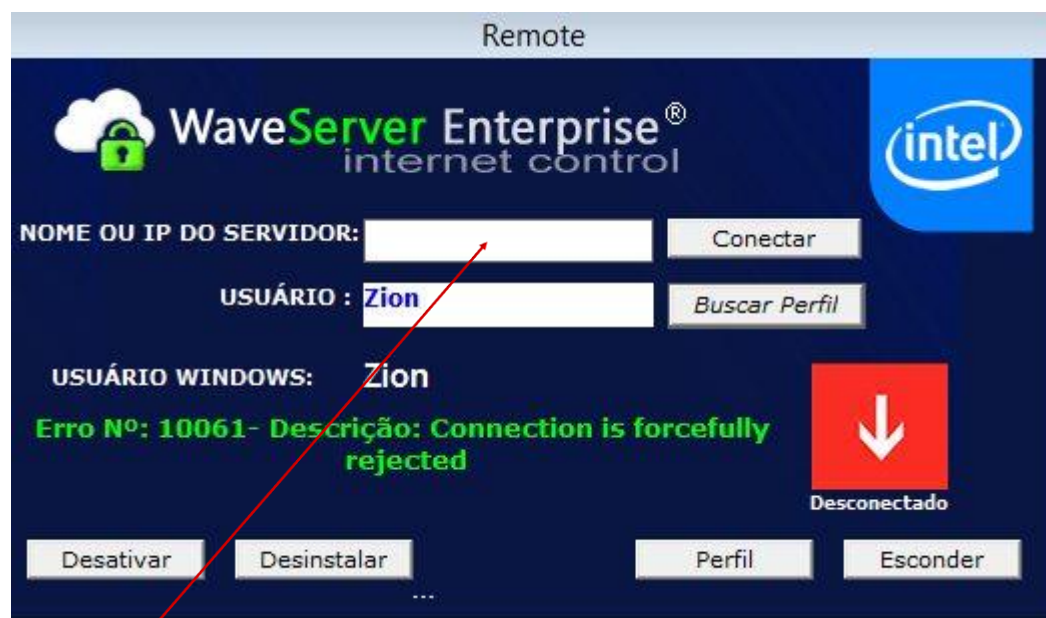 Remote
WaveServer Enterprise®
internet control
intel
NOME OU IP DO SERVIDOR:
Conectar
USUÁRIO : Zion
Buscar Perfil
USUÁRIO WINDOWS: Zion
Erro Nº: 10061- Descrição: Connection is forcefully
rejected
Desconectado
Desativar Desinstalar Perfil Esconder
...